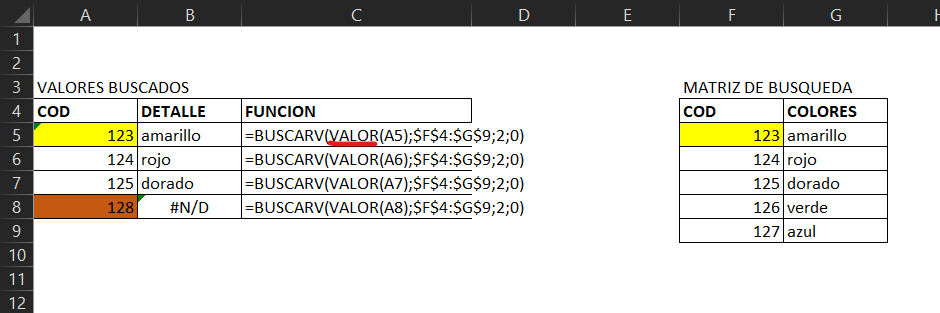 A B C D E F G H
1
2
3 VALORES BUSCADOS MATRIZ DE BUSQUEDA
4 COD DETALLE FUNCION COD COLORES
5 123 amarillo =BUSCARV(VALOR(A5);$F$4:$G$9;2;0) 123 amarillo
6 124 rojo =BUSCARV(VALOR(A6);$F$4:$G$9;2;0) 124 rojo
7 125 dorado =BUSCARV(VALOR(A7);$F$4:$G$9;2;0) 125 dorado
8 128 #N/D =BUSCARV(VALOR(A8);$F$4:$G$9;2;0) 126 verde
9 127 azul
10
11
12